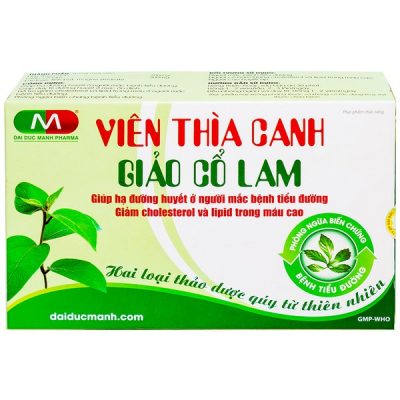 DAI DUC MANH PHARMA
VIÊN THÌA CANH
GIẢO CỔ LAM
Giúp hạ đường huyết ở người mắc bệnh tiểu đường
Giảm cholesterol và lipid trong máu cao
PHÒNG NGỪA BIẾN CHỨNG
BỆNH TIỂU ĐƯỜNG
Hai loại thảo dược quý từ thiên nhiên
daiducmanh.com
GMP-WHO